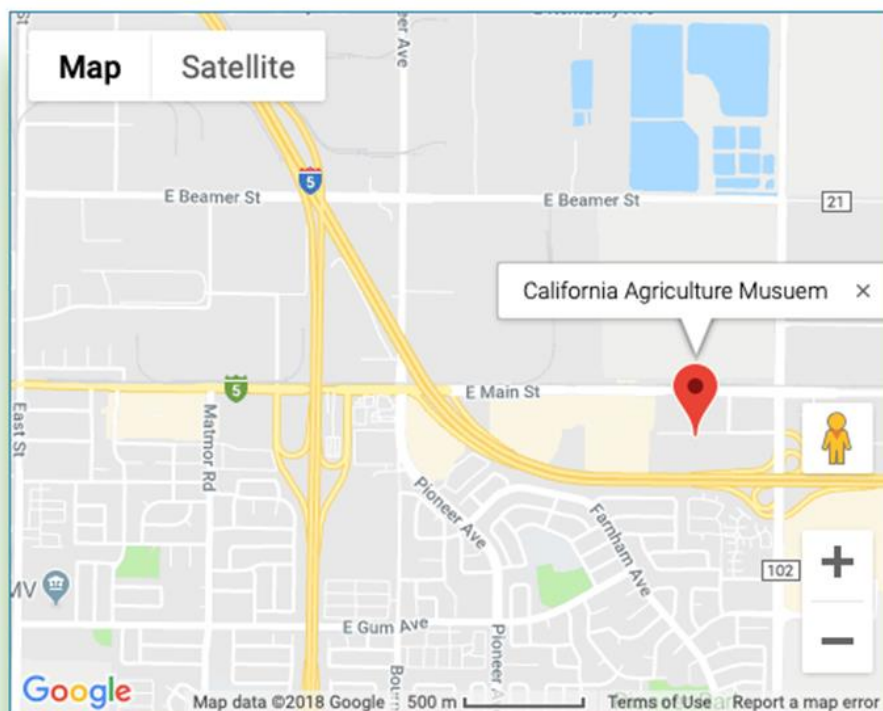 Pioneer Ave
Map Satellite
5
E Beamer St
E Beamer St
21
California Agriculture Musuem ×
E Main St
5
East St
Matmor Rd
Pioneer Ave
Farnham Ave
MV
102
+
E Gum Ave
Pioneer A
−
Google
Map data ©2018 Google 500 m Terms of Use Report a map error